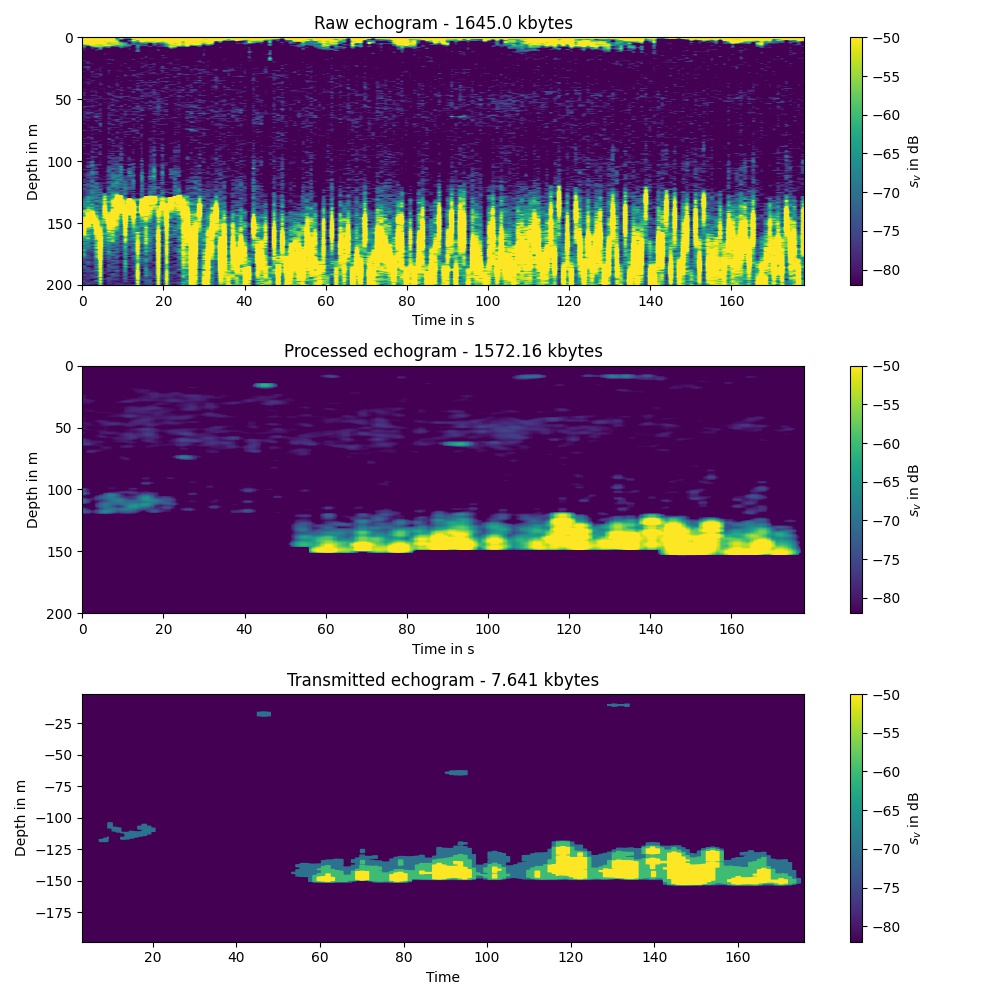 Raw echogram - 1645.0 kbytes
0
50
100
150
200
Depth in m
0 20 40 60 80 100 120 140 160
Time in s
−50
−55
−60
−65
−70
−75
−80
sv in dB
Processed echogram - 1572.16 kbytes
0
50
100
150
200
Depth in m
0 20 40 60 80 100 120 140 160
Time in s
−50
−55
−60
−65
−70
−75
−80
sv in dB
Transmitted echogram - 7.641 kbytes
−25
−50
−75
−100
−125
−150
−175
Depth in m
20 40 60 80 100 120 140 160
Time
−50
−55
−60
−65
−70
−75
−80
sv in dB